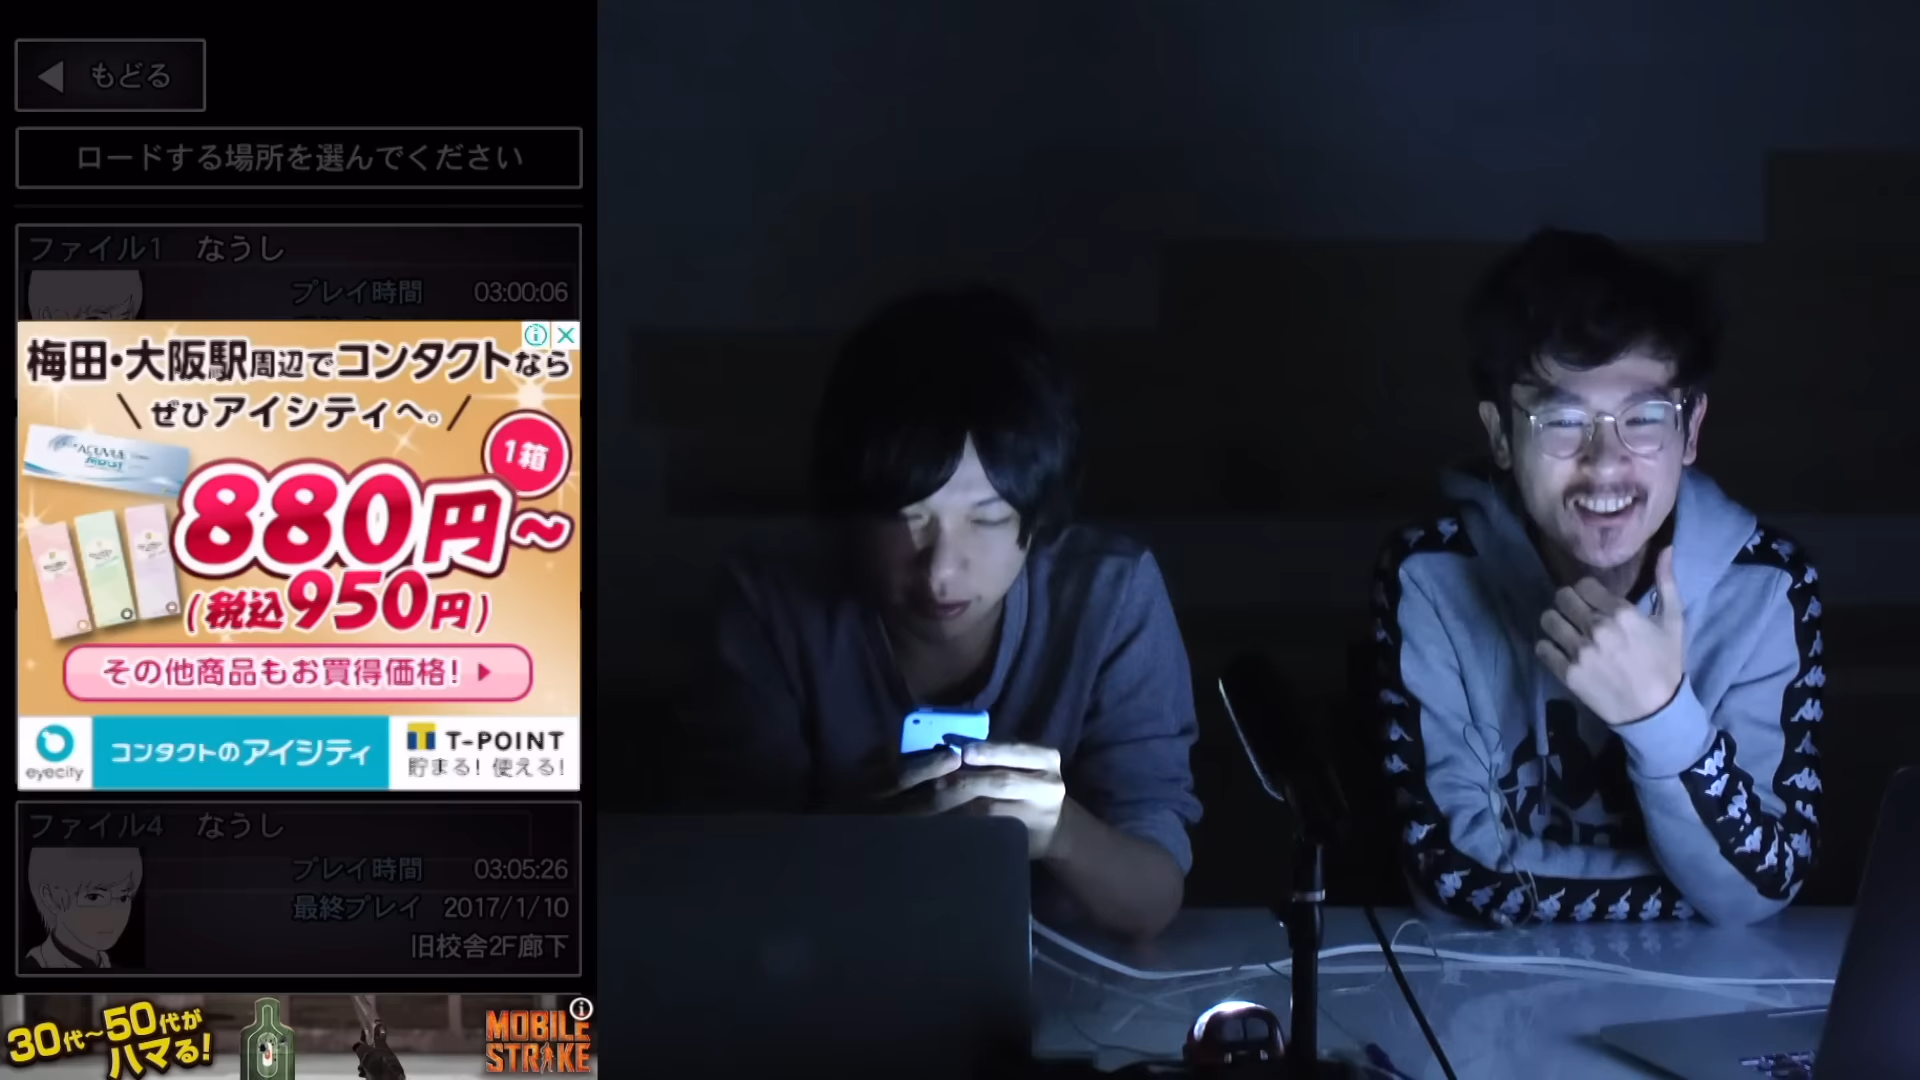 もどる
ロードする場所を選んでください
ファイル1 なうし
プレイ時間 03:00:06
梅田・大阪駅周辺でコンタクトなら
ぜひアイシティへ。
1箱
ACUVUE
MOIST
880円~
(税込950円)
その他商品もお買得価格!
eyecity
コンタクトのアイシティ
T-POINT
貯まる! 使える!
ファイル4 なうし
プレイ時間 03:05:26
最終プレイ 2017/1/10
旧校舎2F廊下
30代~50代が
ハマる!
MOBILE
STRIKE